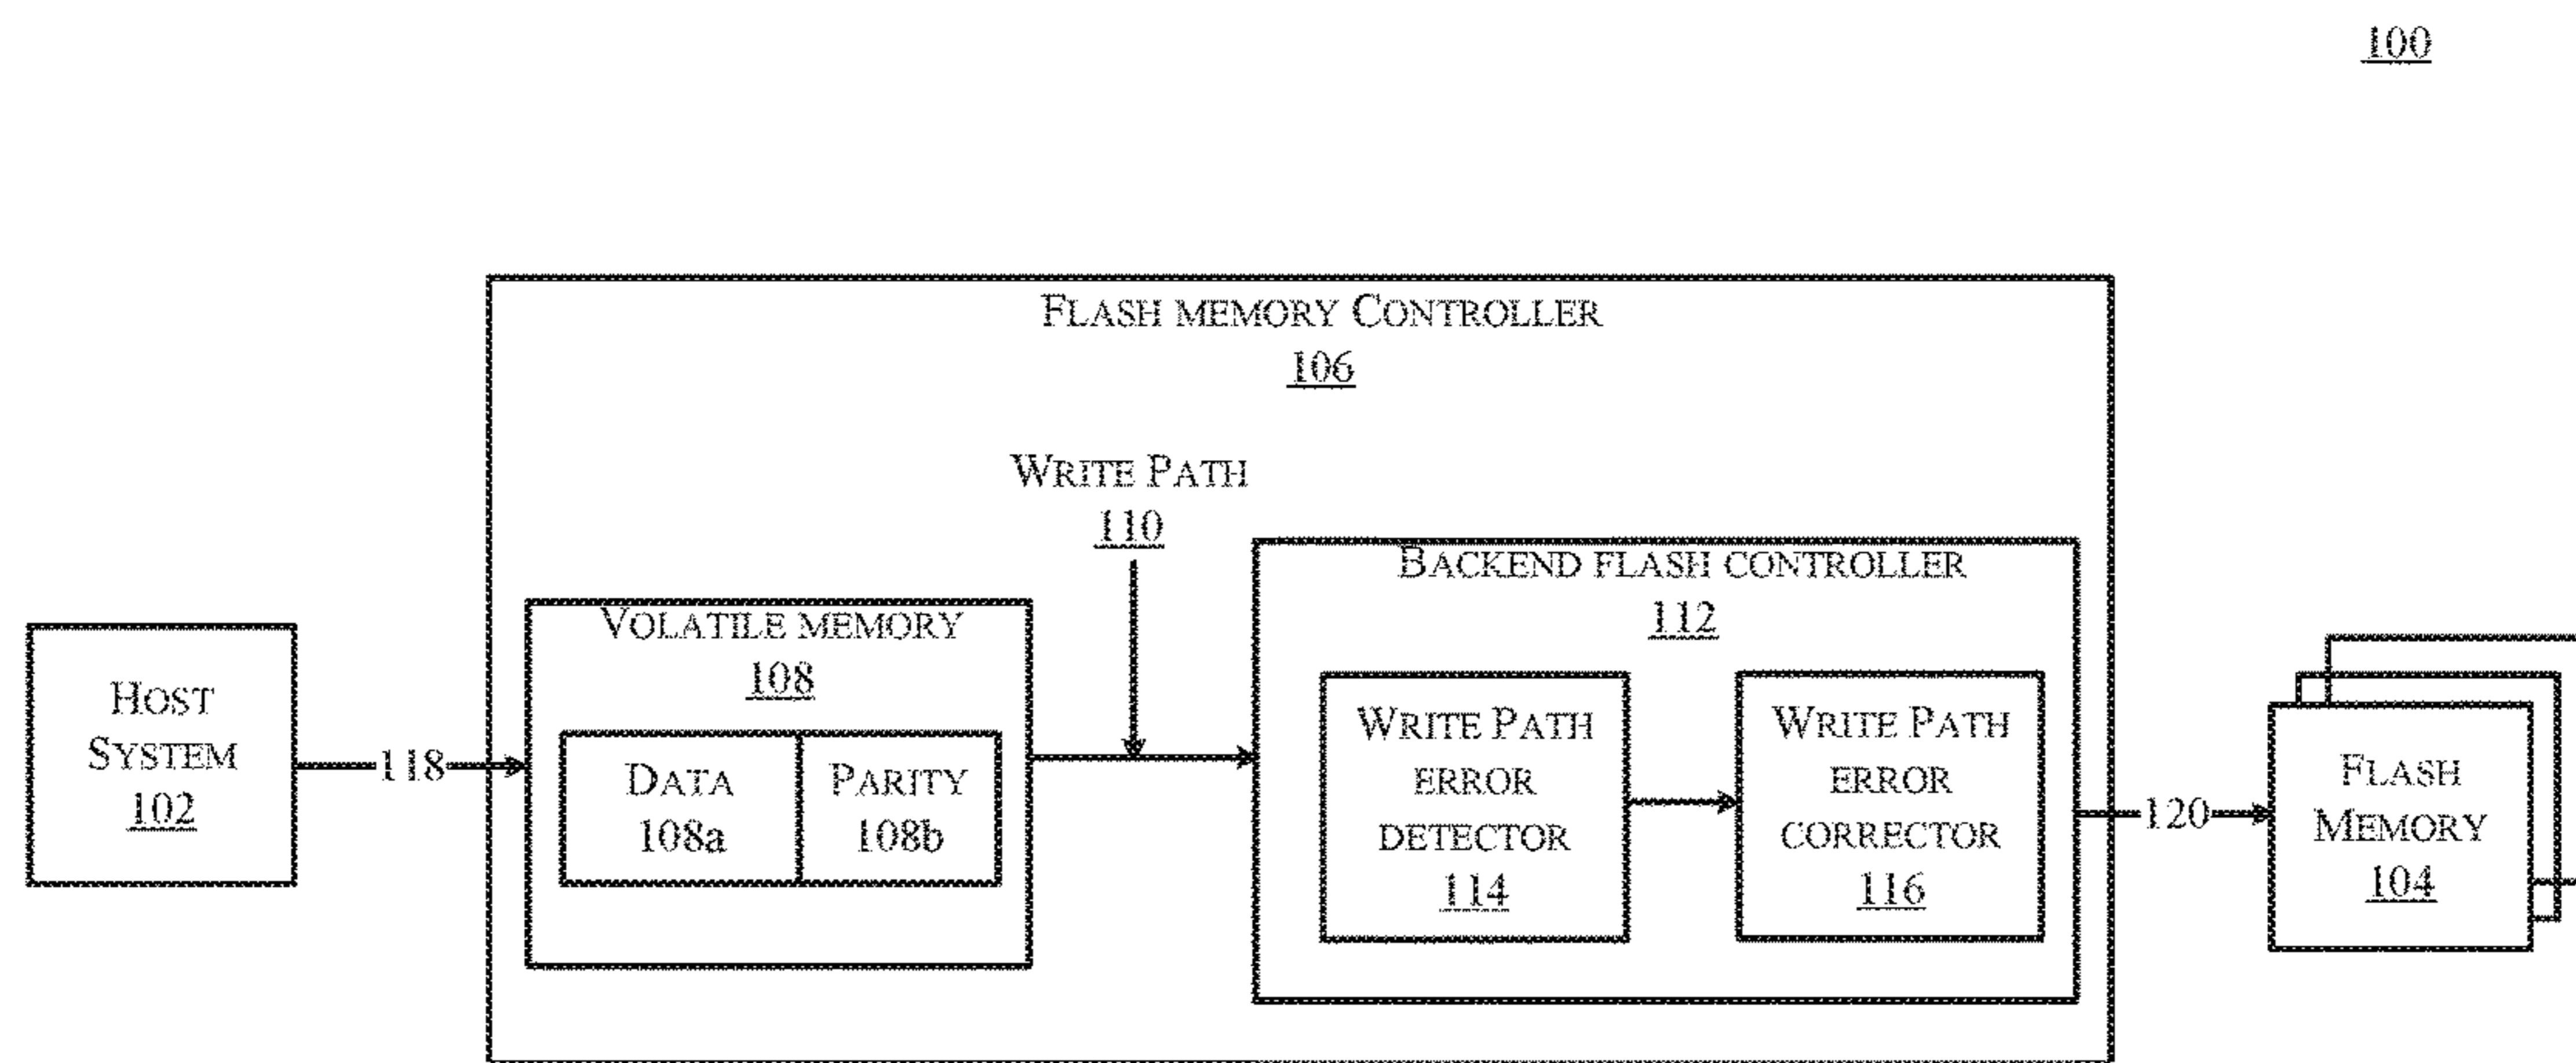 100
FLASH MEMORY CONTROLLER
106
WRITE PATH
110
BACKEND FLASH CONTROLLER
112
VOLATILE MEMORY
108
HOST
SYSTEM
102
118
DATA
108a
PARITY
108b
WRITE PATH
ERROR
DETECTOR
114
WRITE PATH
ERROR
CORRECTOR
116
120
FLASH
MEMORY
104